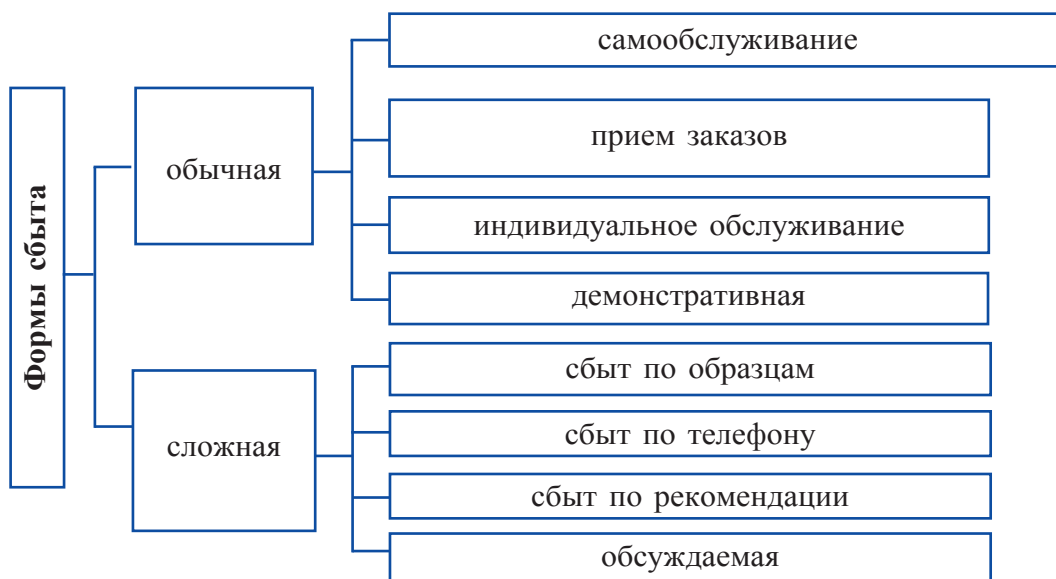 Формы сбыта
обычная
самообслуживание
прием заказов
индивидуальное обслуживание
демонстративная
сложная
сбыт по образцам
сбыт по телефону
сбыт по рекомендации
обсуждаемая